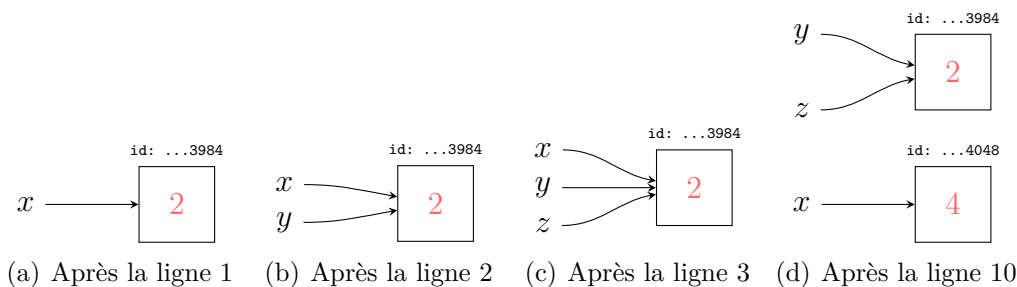 x
id: ...3984
2
(a) Après la ligne 1
x
y
id: ...3984
2
(b) Après la ligne 2
x
y
z
id: ...3984
2
(c) Après la ligne 3
y
z
id: ...3984
2
x
id: ...4048
4
(d) Après la ligne 10